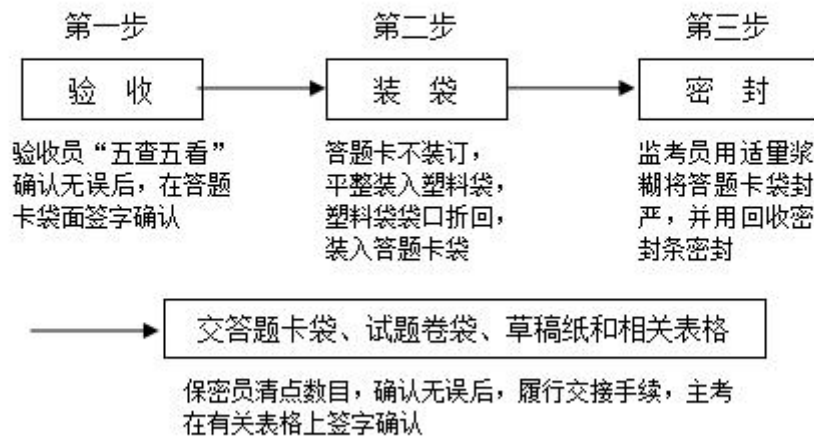 第一步
第二步
第三步
验 收
装 袋
密 封
验收员“五查五看”
确认无误后，在答题
卡袋面签字确认
答题卡不装订，
平整装入塑料袋，
塑料袋袋口折回，
装入答题卡袋
监考员用适量浆
糊将答题卡袋封
严，并用回收密
封条密封
交答题卡袋、试题卷袋、草稿纸和相关表格
保密员清点数目，确认无误后，履行交接手续，主考
在有关表格上签字确认